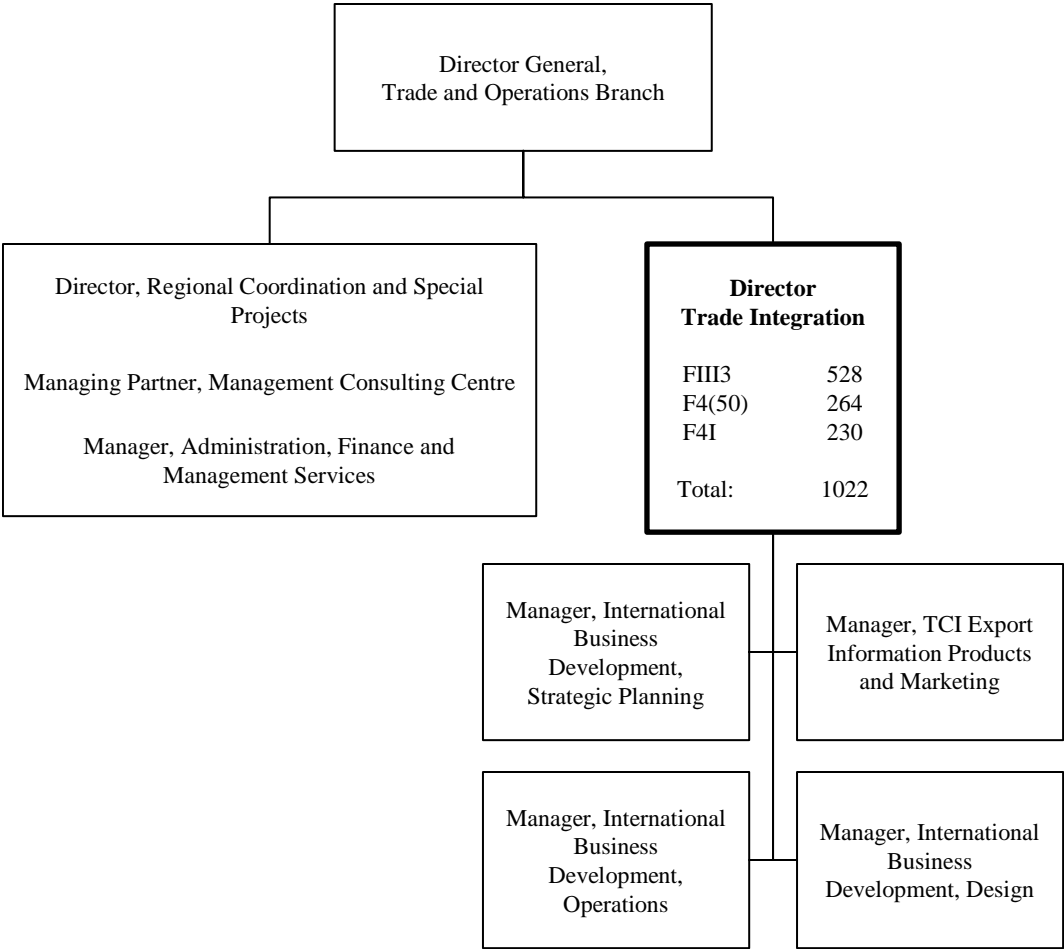 Director General,
Trade and Operations Branch
Director, Regional Coordination and Special
Projects
Managing Partner, Management Consulting Centre
Manager, Administration, Finance and
Management Services
Director
Trade Integration
FIII3 528
F4(50) 264
F4I 230
Total: 1022
Manager, International
Business
Development,
Strategic Planning
Manager, TCI Export
Information Products
and Marketing
Manager, International
Business
Development,
Operations
Manager, International
Business
Development, Design